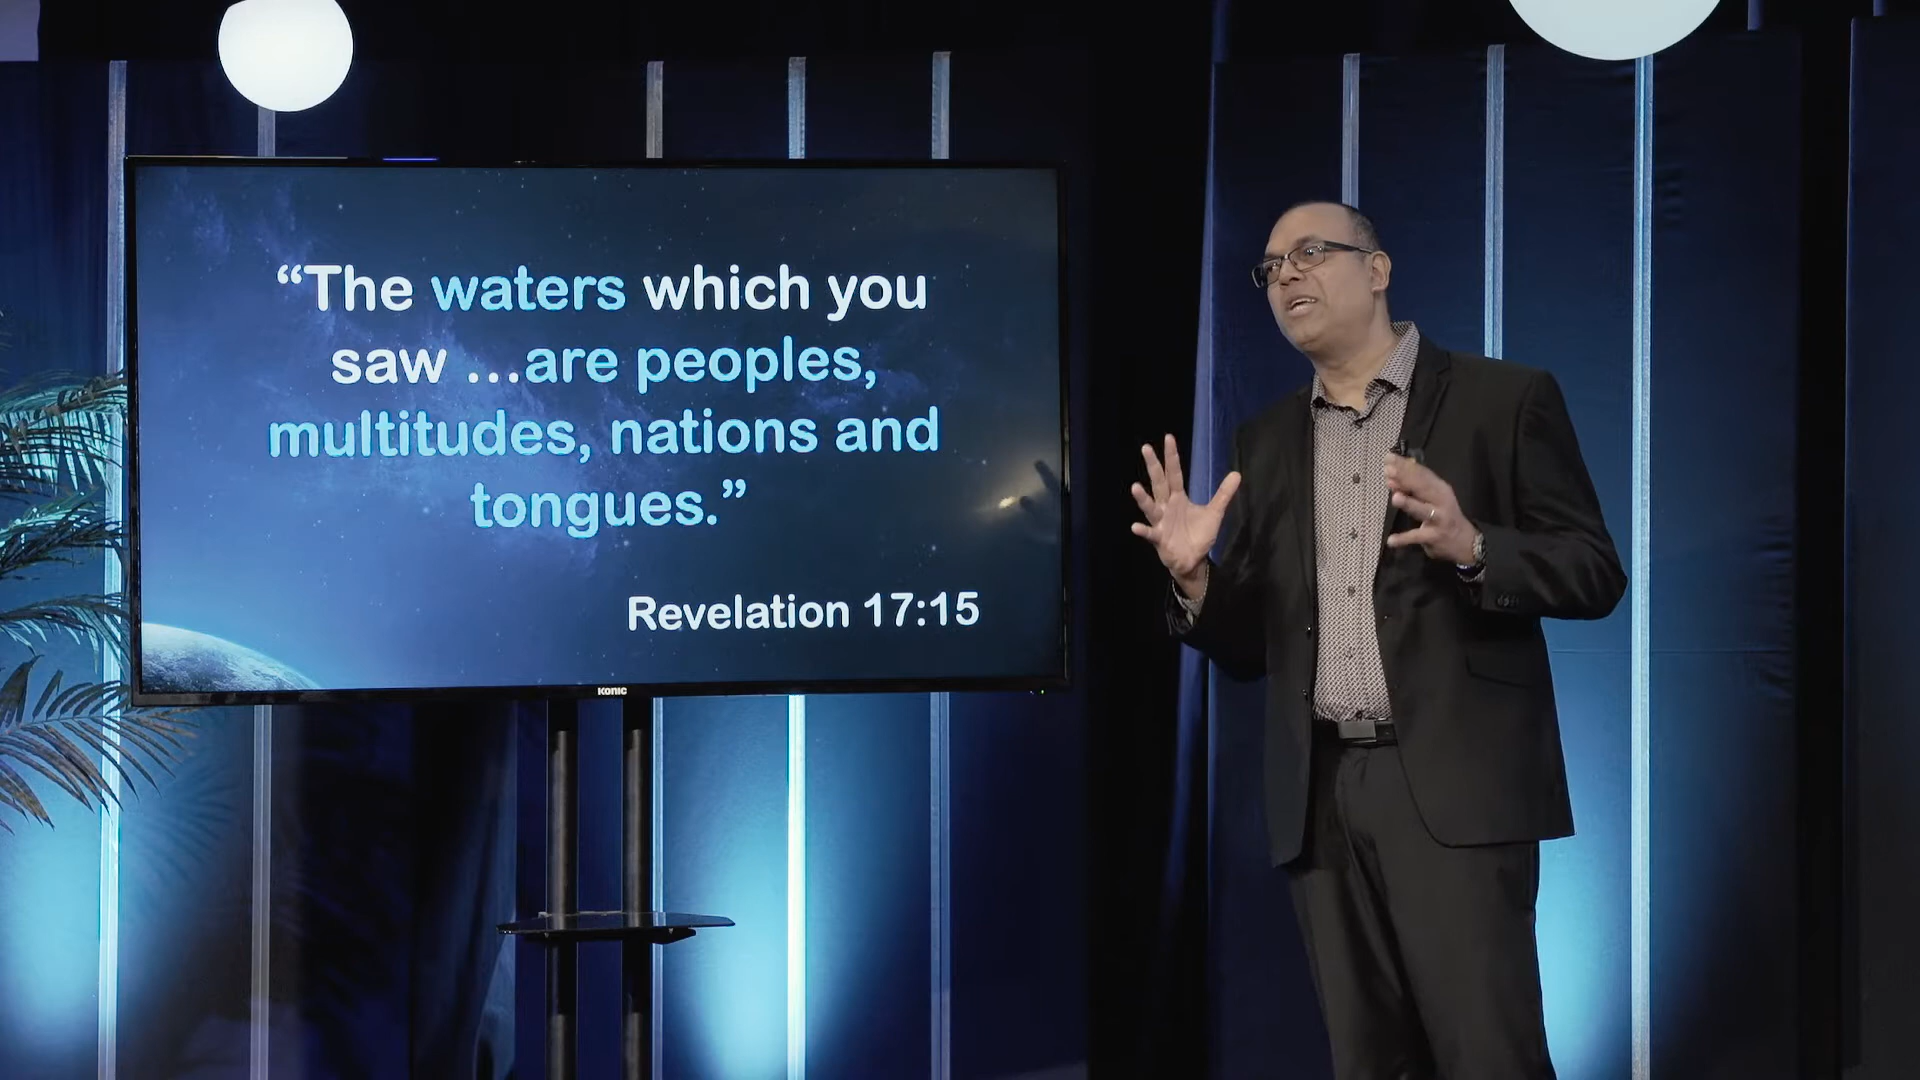 “The waters which you
saw ...are peoples,
multitudes, nations and
tongues.”
Revelation 17:15
konic